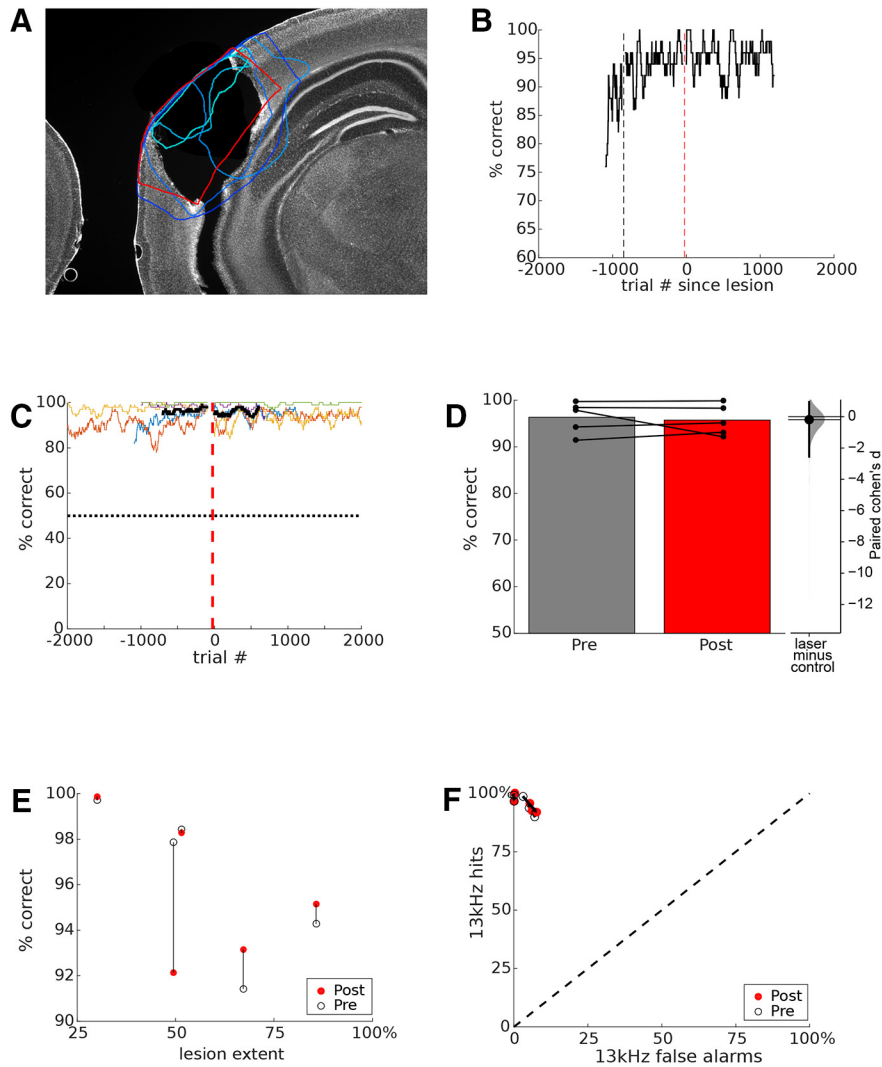 A
B
100
95
90
85
80
75
70
65
60
% correct
-2000
-1000
0
1000
2000
trial # since lesion
C
100
80
60
40
20
0
% correct
-2000
-1000
0
1000
2000
trial #
D
100
90
80
70
60
50
% correct
Pre
Post
0
−2
−4
−6
−8
−10
−12
Paired cohen's d
laser
minus
control
E
100
98
96
94
92
90
% correct
25
50
75
100%
lesion extent
Post
Pre
F
100%
75
50
25
0
13kHz hits
0
25
50
75
100%
13kHz false alarms
Post
Pre